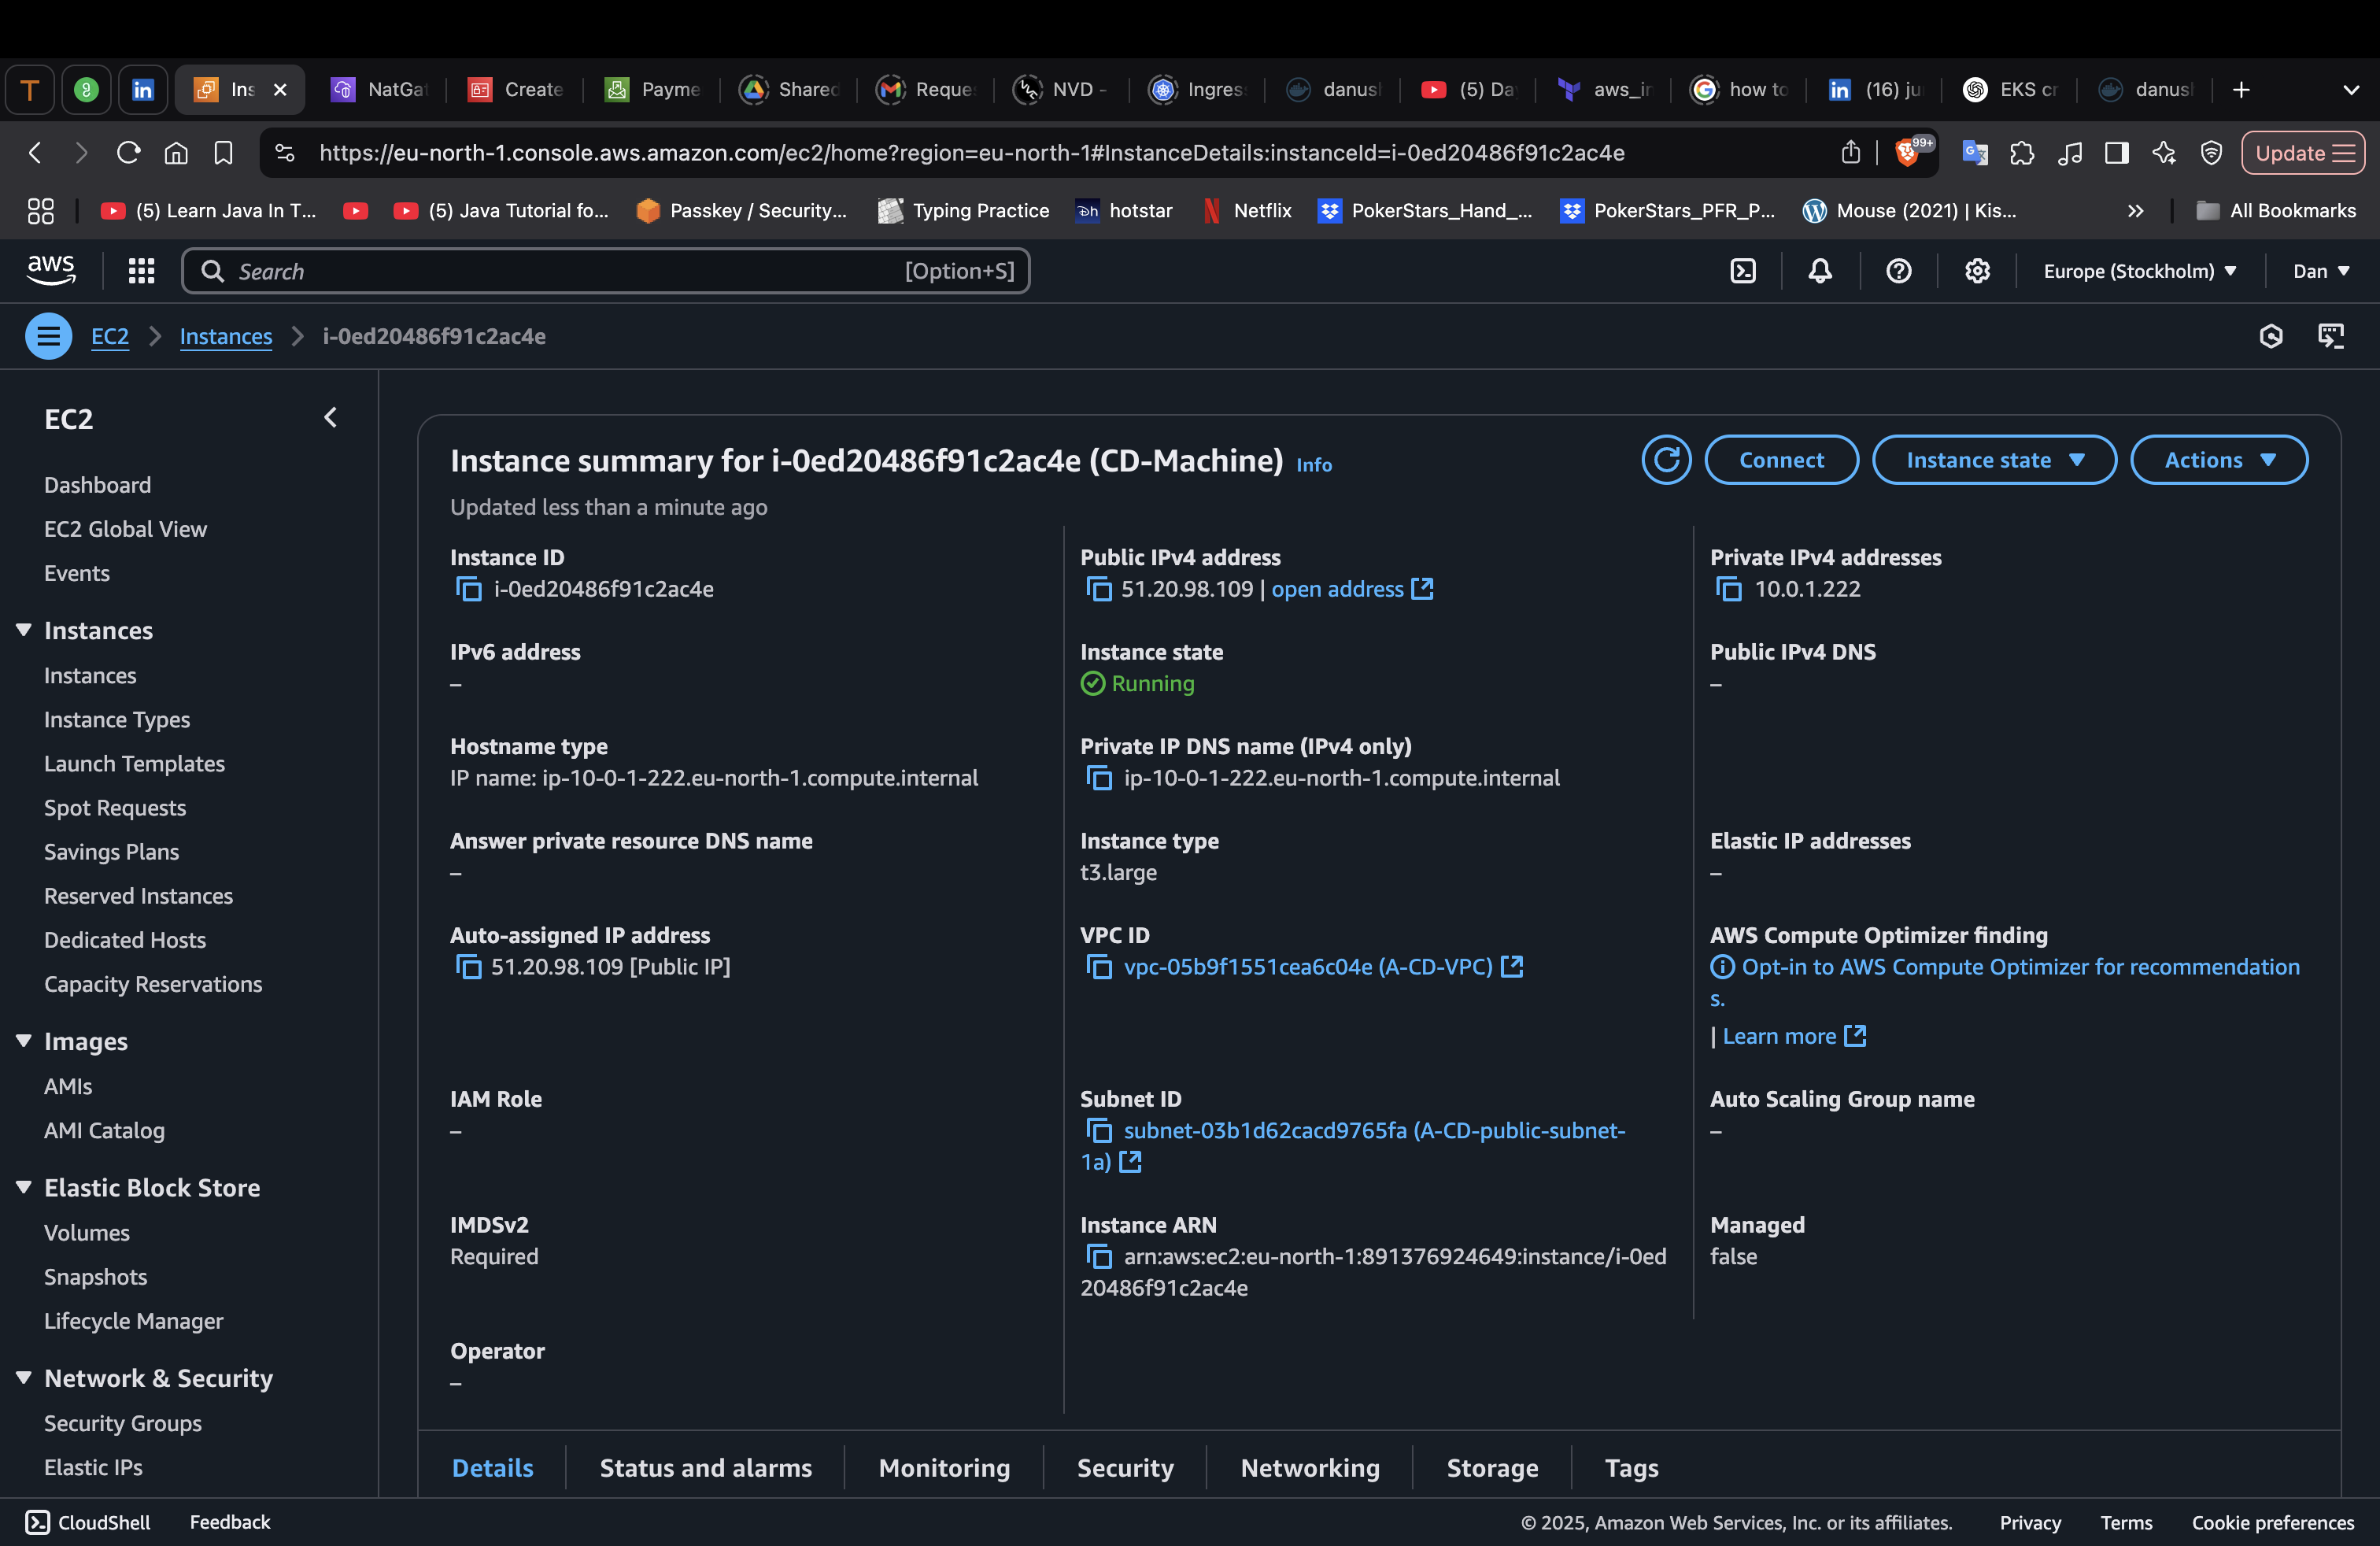 Ins
NatGat
Create
Payme
Shared
Reques
NVD -
Ingress
danush
(5) Da
aws_in
how to
(16) ju
EKS cr
danush
https://eu-north-1.console.aws.amazon.com/ec2/home?region=eu-north-1#InstanceDetails:instanceId=i-0ed20486f91c2ac4e
99+
Update
(5) Learn Java In T...
(5) Java Tutorial fo...
Passkey / Security...
Typing Practice
hotstar
Netflix
PokerStars_Hand_...
PokerStars_PFR_P...
Mouse (2021) | Kis...
All Bookmarks
aws
Search
[Option+S]
Europe (Stockholm)
Dan
EC2
Instances
i-0ed20486f91c2ac4e
EC2
Dashboard
EC2 Global View
Events
Instances
Instances
Instance Types
Launch Templates
Spot Requests
Savings Plans
Reserved Instances
Dedicated Hosts
Capacity Reservations
Images
AMIs
AMI Catalog
Elastic Block Store
Volumes
Snapshots
Lifecycle Manager
Network & Security
Security Groups
Elastic IPs
Instance summary for i-0ed20486f91c2ac4e (CD-Machine) Info
Updated less than a minute ago
Connect
Instance state
Actions
Instance ID
i-0ed20486f91c2ac4e
Public IPv4 address
51.20.98.109 | open address
Private IPv4 addresses
10.0.1.222
IPv6 address
–
Instance state
Running
Public IPv4 DNS
–
Hostname type
IP name: ip-10-0-1-222.eu-north-1.compute.internal
Private IP DNS name (IPv4 only)
ip-10-0-1-222.eu-north-1.compute.internal
Answer private resource DNS name
–
Instance type
t3.large
Elastic IP addresses
–
Auto-assigned IP address
51.20.98.109 [Public IP]
VPC ID
vpc-05b9f1551cea6c04e (A-CD-VPC)
AWS Compute Optimizer finding
Opt-in to AWS Compute Optimizer for recommendation
s.
| Learn more
IAM Role
–
Subnet ID
subnet-03b1d62cacd9765fa (A-CD-public-subnet-
1a)
Auto Scaling Group name
–
IMDSv2
Required
Instance ARN
arn:aws:ec2:eu-north-1:891376924649:instance/i-0ed
20486f91c2ac4e
Managed
false
Operator
–
Details
Status and alarms
Monitoring
Security
Networking
Storage
Tags
CloudShell
Feedback
© 2025, Amazon Web Services, Inc. or its affiliates.
Privacy
Terms
Cookie preferences